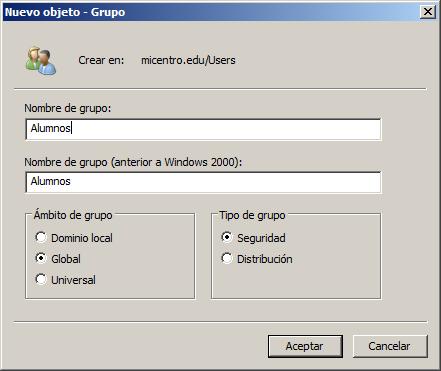 Nuevo objeto - Grupo
Crear en: micentro.edu/Users
Nombre de grupo:
Alumnos
Nombre de grupo (anterior a Windows 2000):
Alumnos
Ámbito de grupo
Dominio local
Global
Universal
Tipo de grupo
Seguridad
Distribución
Aceptar
Cancelar